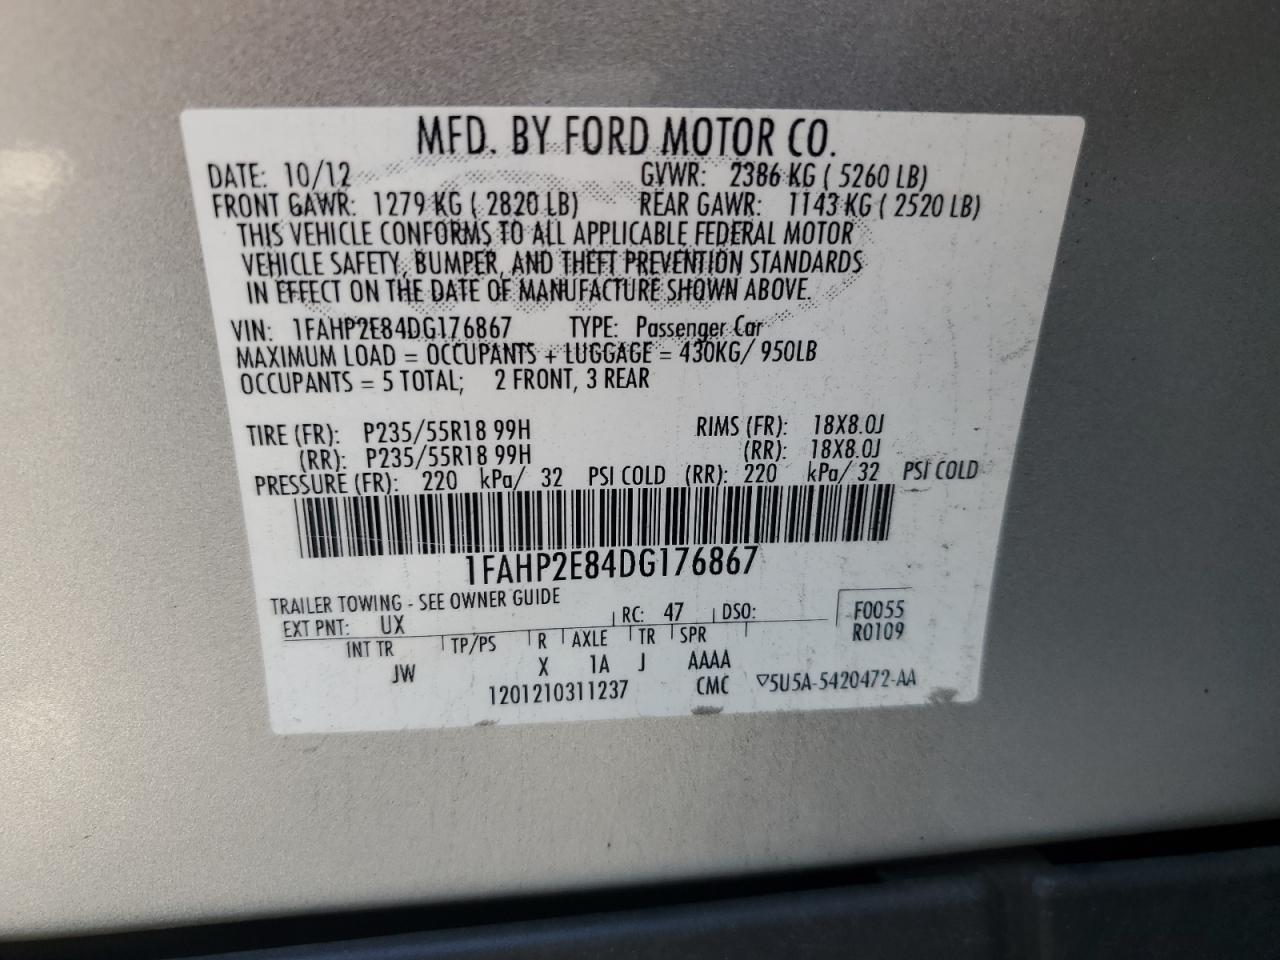 MFD. BY FORD MOTOR CO.
DATE: 10/12 GVWR: 2386 KG ( 5260 LB)
FRONT GAWR: 1279 KG ( 2820 LB) REAR GAWR: 1143 KG ( 2520 LB)
THIS VEHICLE CONFORMS TO ALL APPLICABLE FEDERAL MOTOR
VEHICLE SAFETY, BUMPER, AND THEFT PREVENTION STANDARDS
IN EFFECT ON THE DATE OF MANUFACTURE SHOWN ABOVE.
VIN: 1FAHP2E84DG176867 TYPE: Passenger Car
MAXIMUM LOAD = OCCUPANTS + LUGGAGE = 430KG/ 950LB
OCCUPANTS = 5 TOTAL; 2 FRONT, 3 REAR
TIRE (FR): P235/55R18 99H RIMS (FR): 18X8.0J
(RR): P235/55R18 99H (RR): 18X8.0J
PRESSURE (FR): 220 kPa/ 32 PSI COLD (RR): 220 kPa/ 32 PSI COLD
1FAHP2E84DG176867
TRAILER TOWING - SEE OWNER GUIDE
EXT PNT: UX RC: 47 DSO: F0055
R0109
INT TR TP/PS R AXLE TR SPR
JW X 1A J AAAA
1201210311237 CMC ▽5U5A-5420472-AA